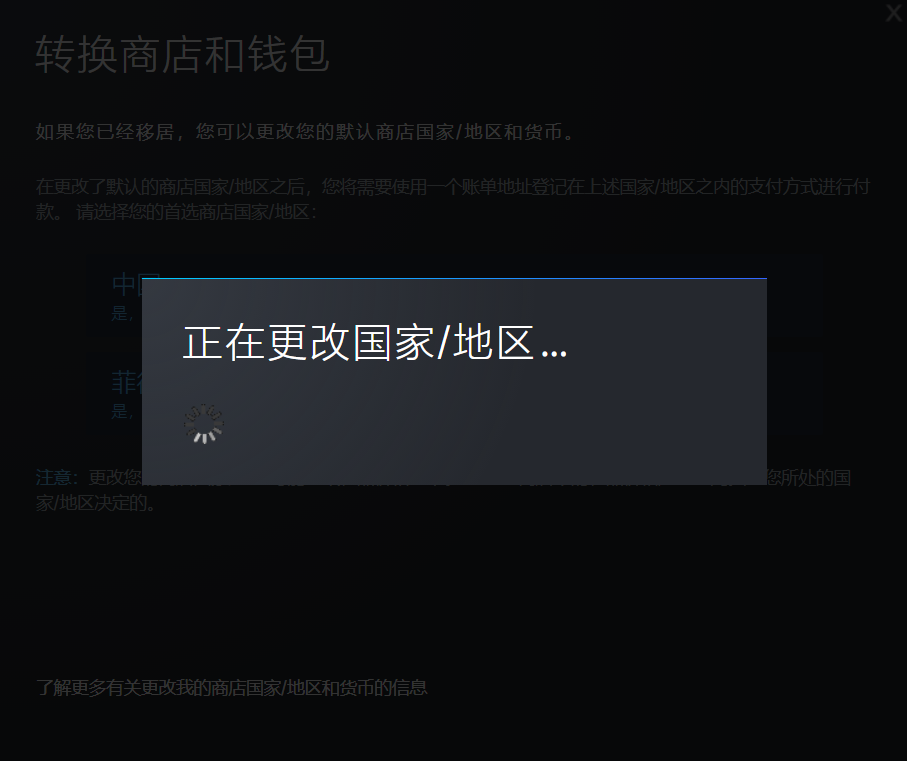 X
转换商店和钱包
如果您已经移居，您可以更改您的默认商店国家/地区和货币。
在更改了默认的商店国家/地区之后，您将需要使用一个账单地址登记在上述国家/地区之内的支付方式进行付
款。 请选择您的首选商店国家/地区：
中国
是，
正在更改国家/地区...
菲律
是，
注意：更改您 您所处的国
家/地区决定的。
了解更多有关更改我的商店国家/地区和货币的信息